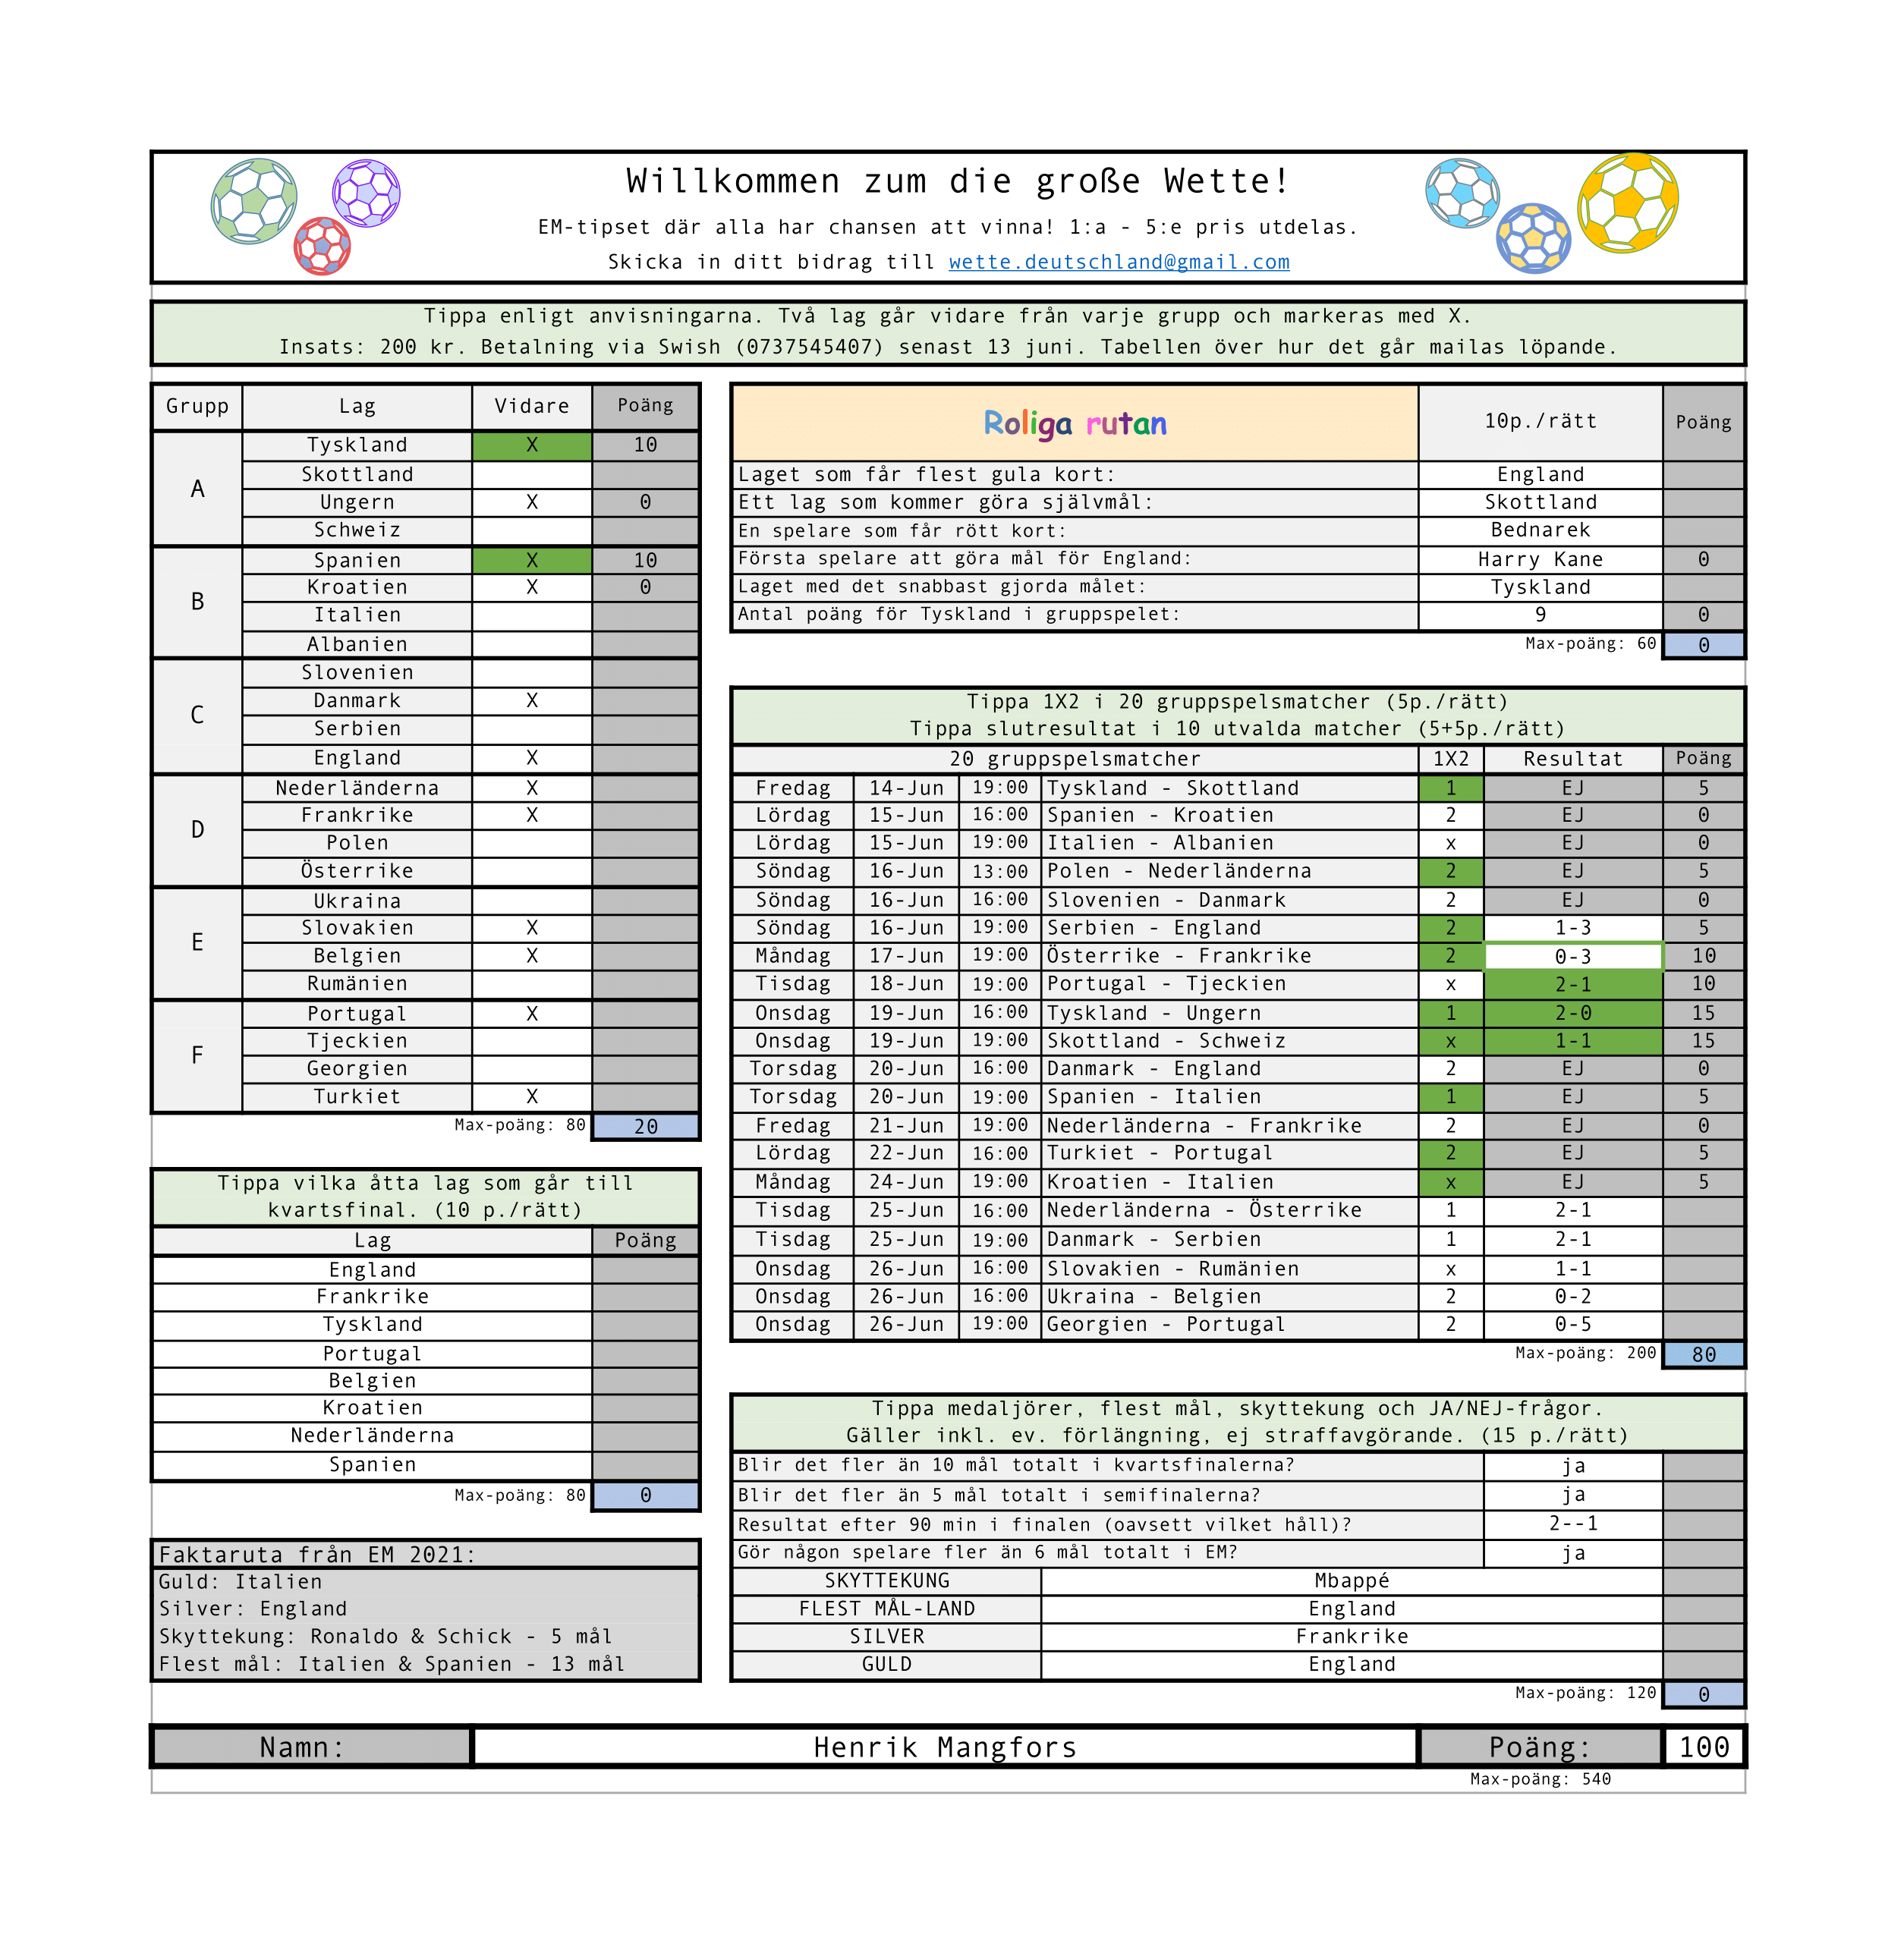 Willkommen zum die große Wette!
EM-tipset där alla har chansen att vinna! 1:a - 5:e pris utdelas.
Skicka in ditt bidrag till wette.deutschland@gmail.com
Tippa enligt anvisningarna. Två lag går vidare från varje grupp och markeras med X.
Insats: 200 kr. Betalning via Swish (0737545407) senast 13 juni. Tabellen över hur det går mailas löpande.
Grupp Lag Vidare Poäng
A
Tyskland X 10
Skottland
Ungern X 0
Schweiz
B
Spanien X 10
Kroatien X 0
Italien
Albanien
C
Slovenien
Danmark X
Serbien
England X
D
Nederländerna X
Frankrike X
Polen
Österrike
E
Ukraina
Slovakien X
Belgien X
Rumänien
F
Portugal X
Tjeckien
Georgien
Turkiet X
Max-poäng: 80 20
Tippa vilka åtta lag som går till
kvartsfinal. (10 p./rätt)
Lag Poäng
England
Frankrike
Tyskland
Portugal
Belgien
Kroatien
Nederländerna
Spanien
Max-poäng: 80 0
Faktaruta från EM 2021:
Guld: Italien
Silver: England
Skyttekung: Ronaldo & Schick - 5 mål
Flest mål: Italien & Spanien - 13 mål
Roliga rutan 10p./rätt Poäng
Laget som får flest gula kort: England
Ett lag som kommer göra självmål: Skottland
En spelare som får rött kort: Bednarek
Första spelare att göra mål för England: Harry Kane 0
Laget med det snabbast gjorda målet: Tyskland
Antal poäng för Tyskland i gruppspelet: 9 0
Max-poäng: 60 0
Tippa 1X2 i 20 gruppspelsmatcher (5p./rätt)
Tippa slutresultat i 10 utvalda matcher (5+5p./rätt)
20 gruppspelsmatcher 1X2 Resultat Poäng
Fredag 14-Jun 19:00 Tyskland - Skottland 1 EJ 5
Lördag 15-Jun 16:00 Spanien - Kroatien 2 EJ 0
Lördag 15-Jun 19:00 Italien - Albanien x EJ 0
Söndag 16-Jun 13:00 Polen - Nederländerna 2 EJ 5
Söndag 16-Jun 16:00 Slovenien - Danmark 2 EJ 0
Söndag 16-Jun 19:00 Serbien - England 2 1-3 5
Måndag 17-Jun 19:00 Österrike - Frankrike 2 0-3 10
Tisdag 18-Jun 19:00 Portugal - Tjeckien x 2-1 10
Onsdag 19-Jun 16:00 Tyskland - Ungern 1 2-0 15
Onsdag 19-Jun 19:00 Skottland - Schweiz x 1-1 15
Torsdag 20-Jun 16:00 Danmark - England 2 EJ 0
Torsdag 20-Jun 19:00 Spanien - Italien 1 EJ 5
Fredag 21-Jun 19:00 Nederländerna - Frankrike 2 EJ 0
Lördag 22-Jun 16:00 Turkiet - Portugal 2 EJ 5
Måndag 24-Jun 19:00 Kroatien - Italien x EJ 5
Tisdag 25-Jun 16:00 Nederländerna - Österrike 1 2-1
Tisdag 25-Jun 19:00 Danmark - Serbien 1 2-1
Onsdag 26-Jun 16:00 Slovakien - Rumänien x 1-1
Onsdag 26-Jun 16:00 Ukraina - Belgien 2 0-2
Onsdag 26-Jun 19:00 Georgien - Portugal 2 0-5
Max-poäng: 200 80
Tippa medaljörer, flest mål, skyttekung och JA/NEJ-frågor.
Gäller inkl. ev. förlängning, ej straffavgörande. (15 p./rätt)
Blir det fler än 10 mål totalt i kvartsfinalerna? ja
Blir det fler än 5 mål totalt i semifinalerna? ja
Resultat efter 90 min i finalen (oavsett vilket håll)? 2--1
Gör någon spelare fler än 6 mål totalt i EM? ja
SKYTTEKUNG Mbappé
FLEST MÅL-LAND England
SILVER Frankrike
GULD England
Max-poäng: 120 0
Namn: Henrik Mangfors Poäng: 100
Max-poäng: 540